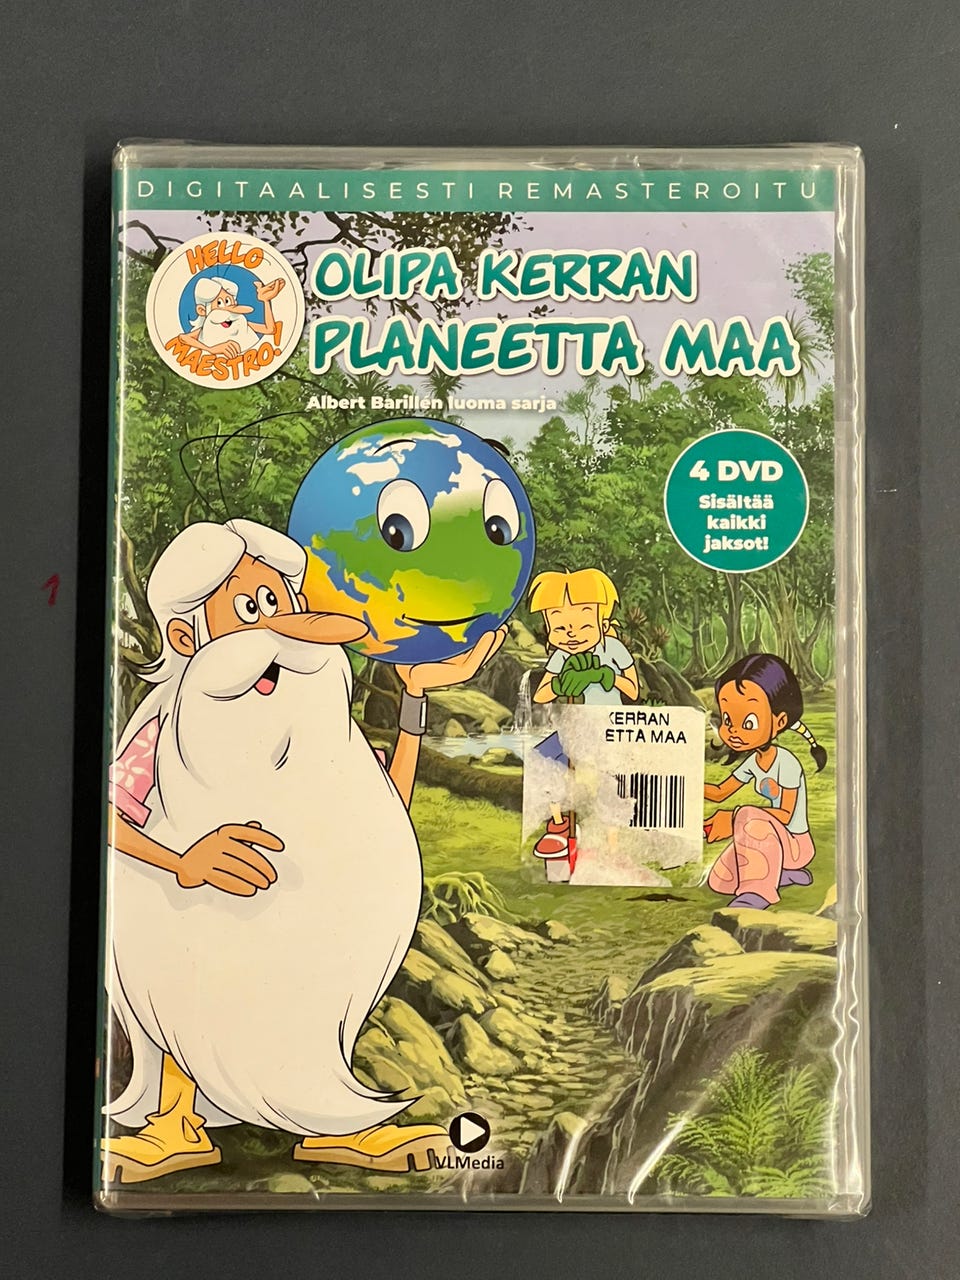 DIGITAALISESTI REMASTEROITU
HELLO
MAESTRO!
OLIPA KERRAN
PLANEETTA MAA
Albert Barillén luoma sarja
4 DVD
Sisältää
kaikki
jaksot!
KERRAN
ETTA MAA
1
VLMedia